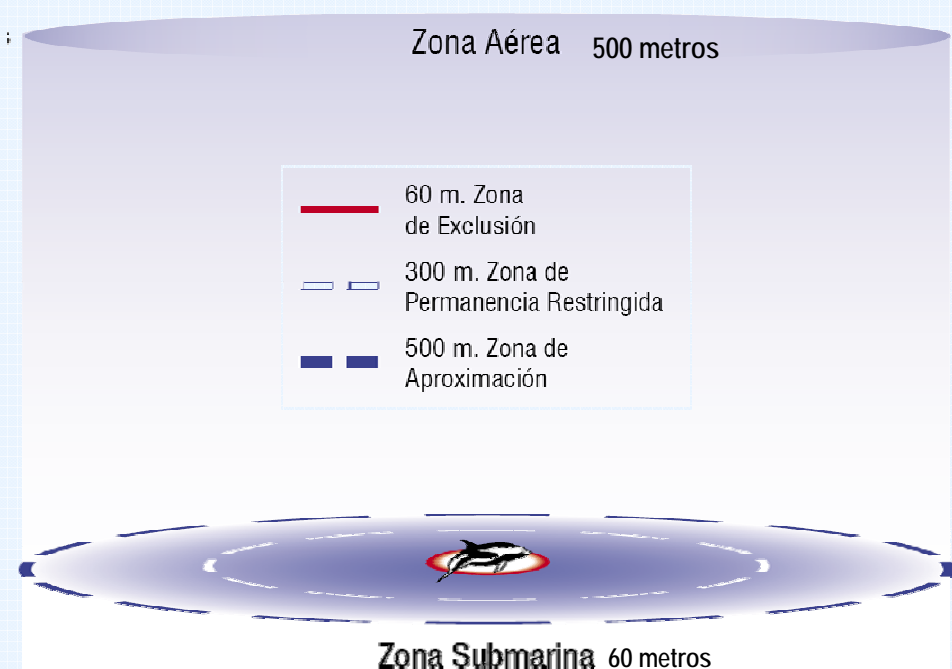 Zona Aérea 500 metros
60 m. Zona
de Exclusión
300 m. Zona de
Permanencia Restringida
500 m. Zona de
Aproximación
Zona Submarina 60 metros